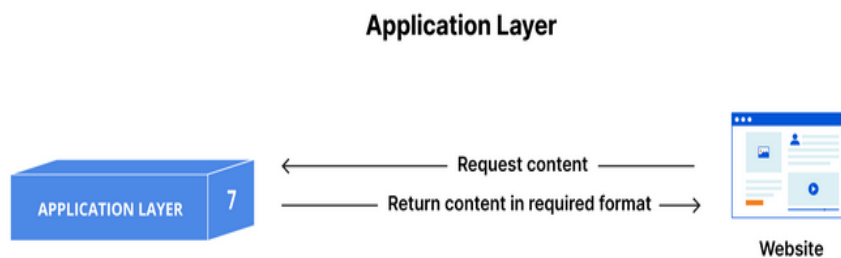 Application Layer
Request content
APPLICATION LAYER 7
Return content in required format
Website